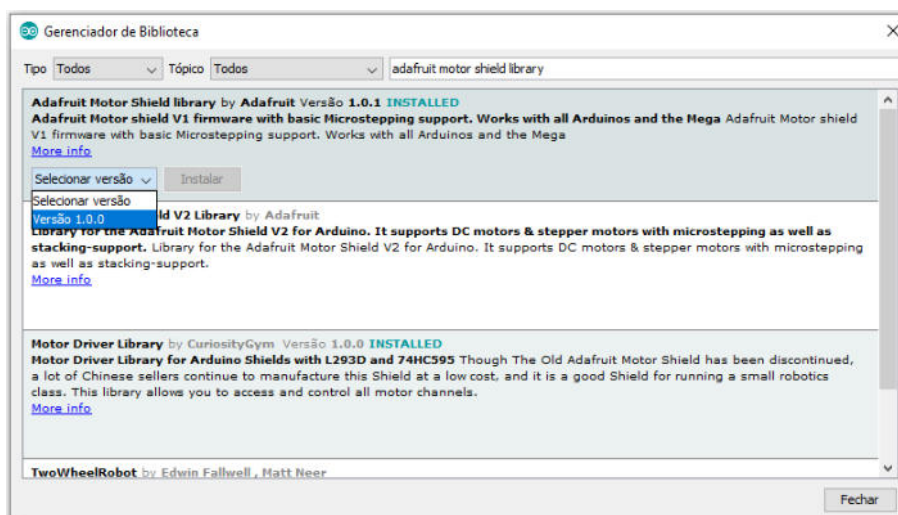 Gerenciador de Biblioteca
Tipo Todos Tópico Todos adafruit motor shield library
Adafruit Motor Shield library by Adafruit Versão 1.0.1 INSTALLED
Adafruit Motor shield V1 firmware with basic Microstepping support. Works with all Arduinos and the Mega Adafruit Motor shield
V1 firmware with basic Microstepping support. Works with all Arduinos and the Mega
More info
Selecionar versão Instalar
Selecionar versão
Versão 1.0.0 ld V2 Library by Adafruit
Library for the Adafruit Motor Shield V2 for Arduino. It supports DC motors & stepper motors with microstepping as well as
stacking-support. Library for the Adafruit Motor Shield V2 for Arduino. It supports DC motors & stepper motors with microstepping
as well as stacking-support.
More info
Motor Driver Library by CuriosityGym Versão 1.0.0 INSTALLED
Motor Driver Library for Arduino Shields with L293D and 74HC595 Though The Old Adafruit Motor Shield has been discontinued,
a lot of Chinese sellers continue to manufacture this Shield at a low cost, and it is a good Shield for running a small robotics
class. This library allows you to access and control all motor channels.
More info
TwoWheelRobot by Edwin Fallwell , Matt Neer
Fechar